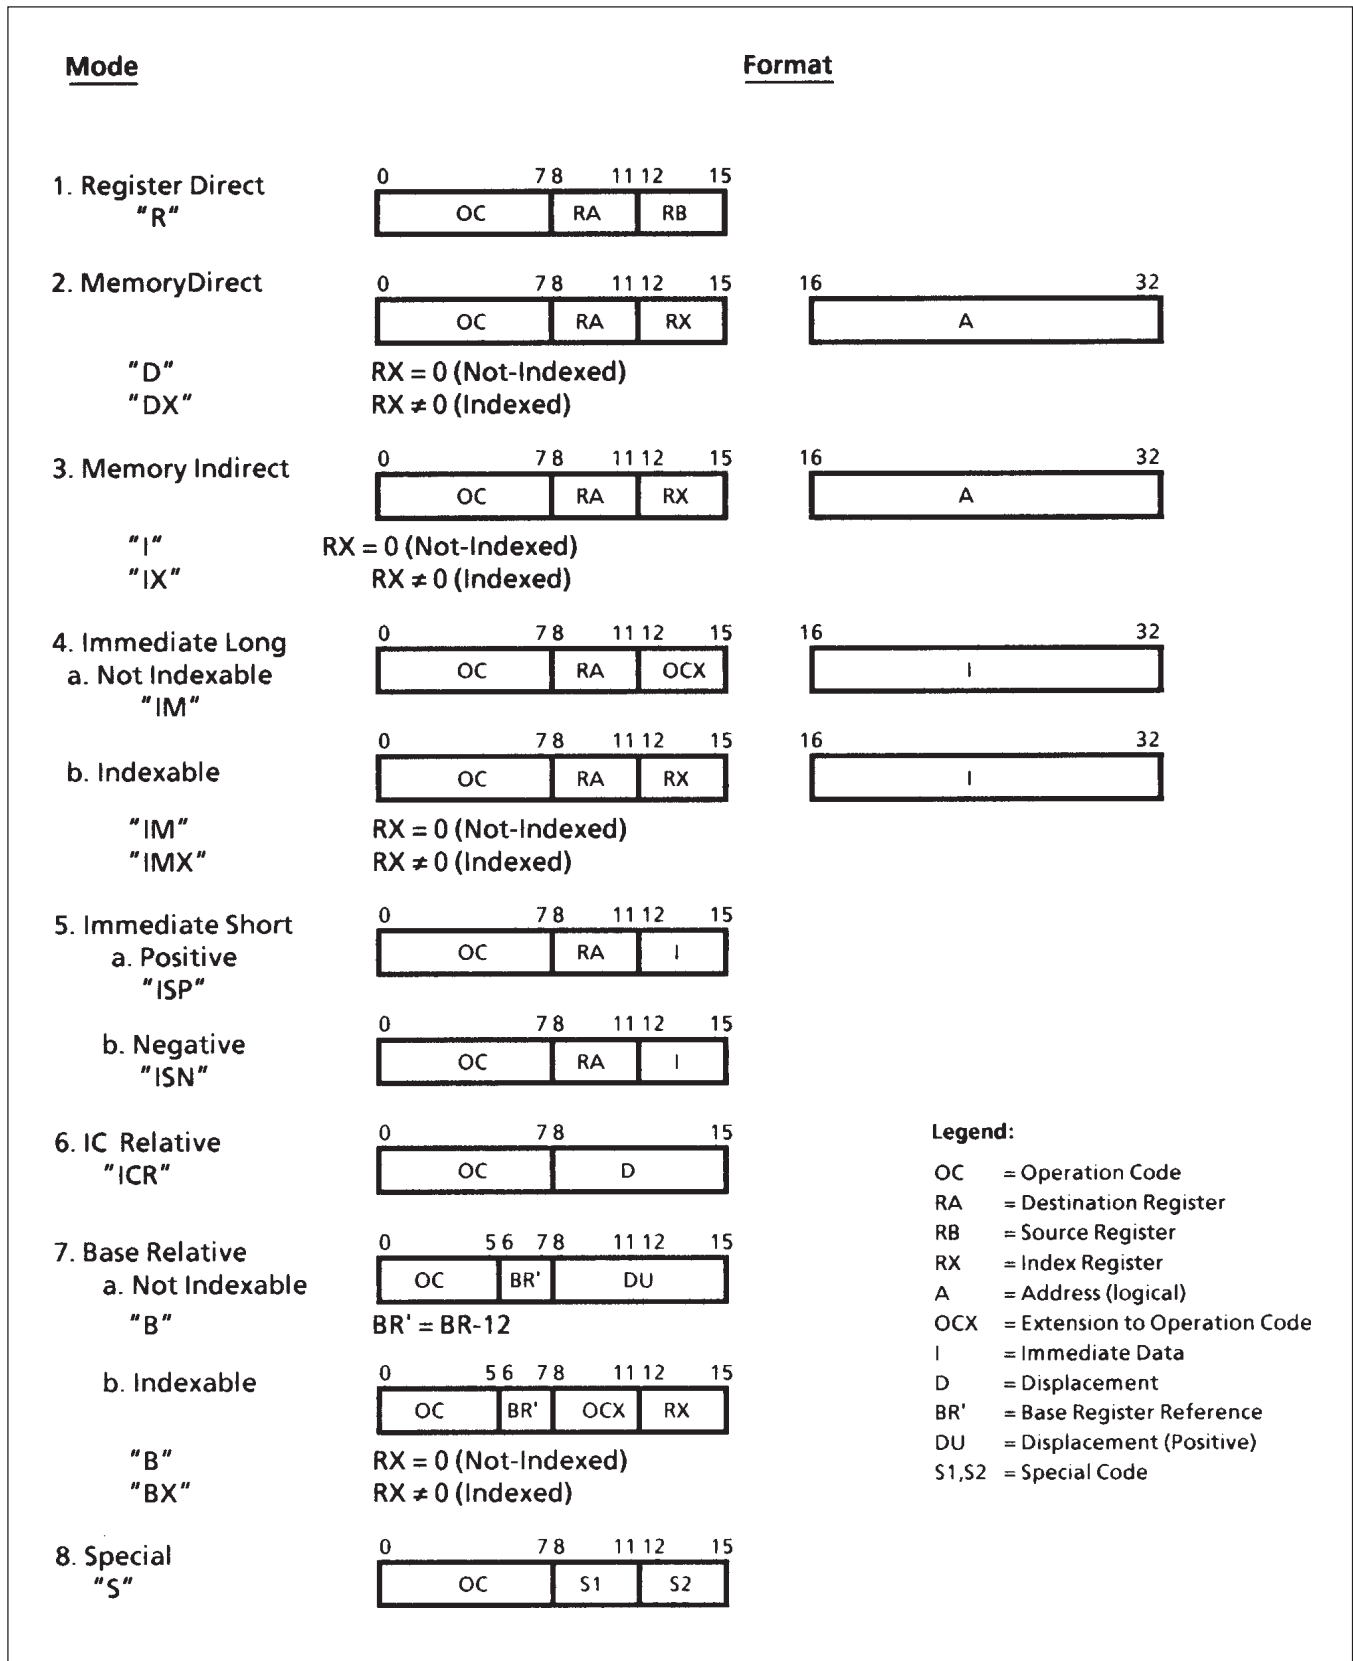 Mode Format
1. Register Direct
"R"
0 7 8 11 12 15
OC RA RB
2. MemoryDirect
0 7 8 11 12 15 16 32
OC RA RX A
"D" RX = 0 (Not-Indexed)
"DX" RX ≠ 0 (Indexed)
3. Memory Indirect
0 7 8 11 12 15 16 32
OC RA RX A
"I" RX = 0 (Not-Indexed)
"IX" RX ≠ 0 (Indexed)
4. Immediate Long
a. Not Indexable
"IM"
0 7 8 11 12 15 16 32
OC RA OCX I
b. Indexable
0 7 8 11 12 15 16 32
OC RA RX I
"IM" RX = 0 (Not-Indexed)
"IMX" RX ≠ 0 (Indexed)
5. Immediate Short
a. Positive
"ISP"
0 7 8 11 12 15
OC RA I
b. Negative
"ISN"
0 7 8 11 12 15
OC RA I
6. IC Relative
"ICR"
0 7 8 15
OC D
7. Base Relative
a. Not Indexable
0 5 6 7 8 11 12 15
OC BR' DU
"B" BR' = BR-12
b. Indexable
0 5 6 7 8 11 12 15
OC BR' OCX RX
"B" RX = 0 (Not-Indexed)
"BX" RX ≠ 0 (Indexed)
8. Special
"S"
0 7 8 11 12 15
OC S1 S2
Legend:
OC = Operation Code
RA = Destination Register
RB = Source Register
RX = Index Register
A = Address (logical)
OCX = Extension to Operation Code
I = Immediate Data
D = Displacement
BR' = Base Register Reference
DU = Displacement (Positive)
S1,S2 = Special Code